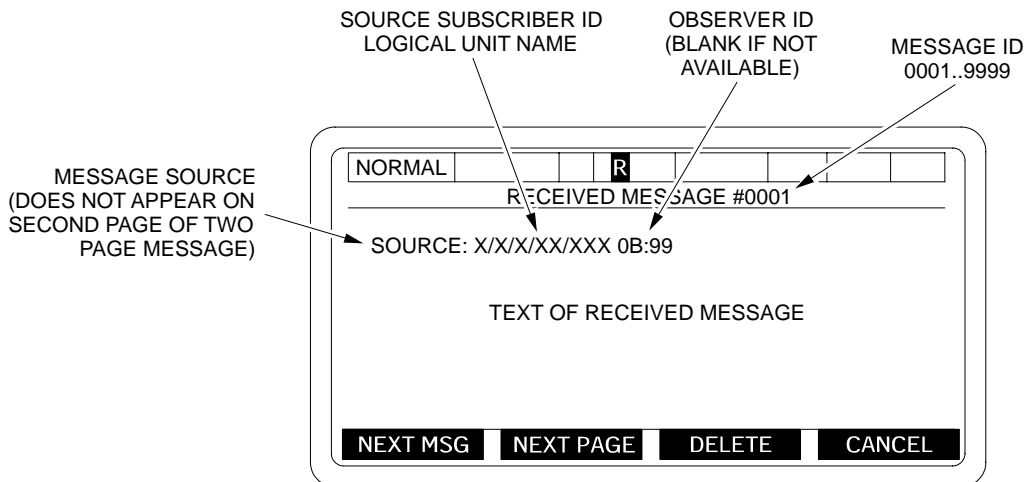 SOURCE SUBSCRIBER ID
LOGICAL UNIT NAME
OBSERVER ID
(BLANK IF NOT
AVAILABLE)
MESSAGE ID
0001..9999
MESSAGE SOURCE
(DOES NOT APPEAR ON
SECOND PAGE OF TWO
PAGE MESSAGE)
NORMAL R
RECEIVED MESSAGE #0001
SOURCE: X/X/X/XX/XXX 0B:99
TEXT OF RECEIVED MESSAGE
NEXT MSG NEXT PAGE DELETE CANCEL